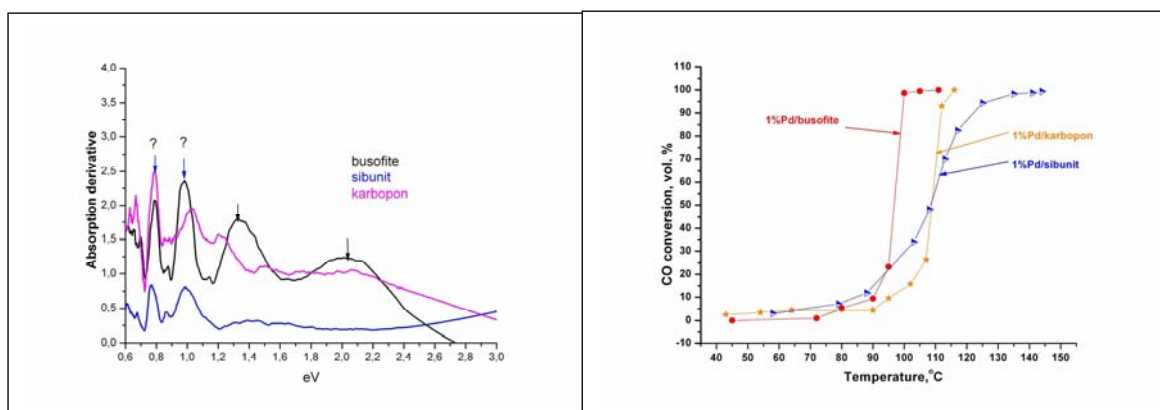 4,0
3,5
3,0
2,5
2,0
1,5
1,0
0,5
0,0
Absorption derivative
? ?
busofite
sibunit
karbopon
0,6 0,8 1,0 1,2 1,4 1,6 1,8 2,0 2,2 2,4 2,6 2,8 3,0
eV
100
90
80
70
60
50
40
30
20
10
0
-10
CO conversion, vol. %
1%Pd/busofite
1%Pd/karbopon
1%Pd/sibunit
40 50 60 70 80 90 100 110 120 130 140 150
Temperature,°C